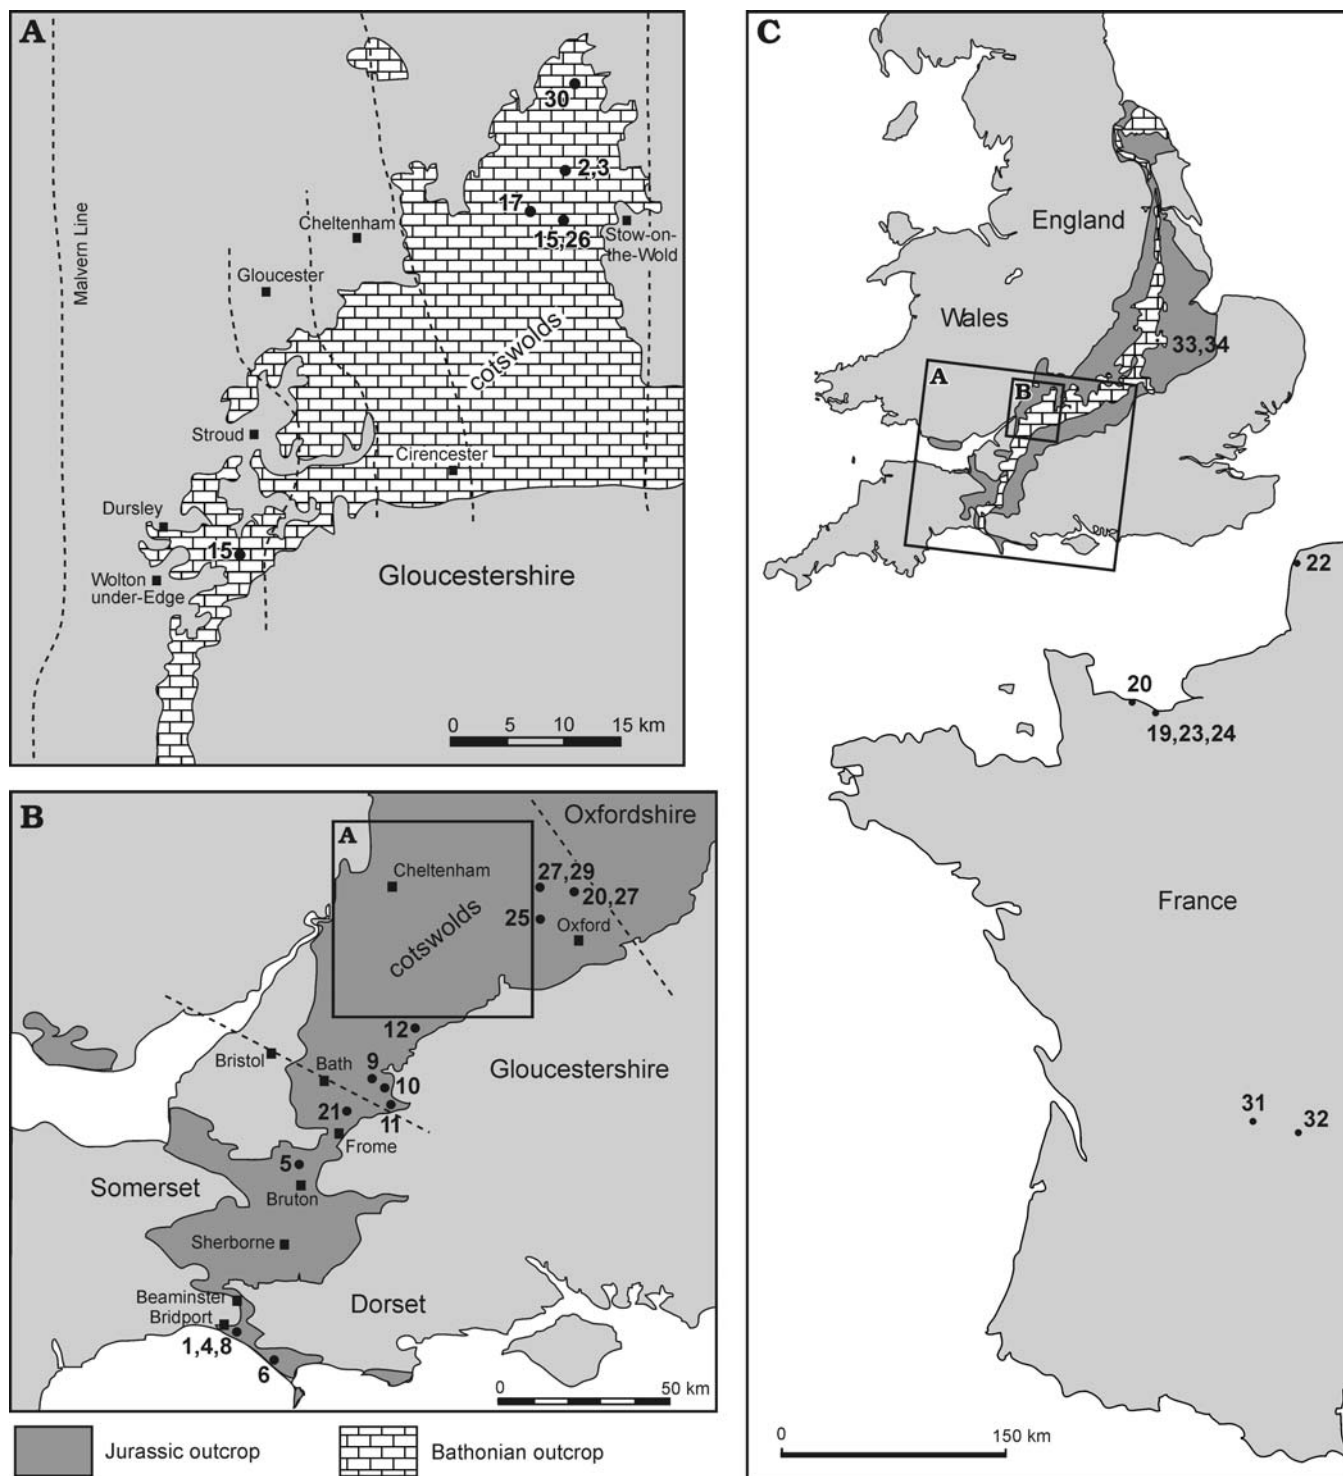 A
30
2,3
17
15,26
Stow-on-
the-Wold
Cheltenham
Gloucester
Malvern Line
cotswolds
Stroud
Cirencester
Dursley
15
Wolton
under-Edge
Gloucestershire
0 5 10 15 km
B
Oxfordshire
A
Cheltenham
27,29
20,27
25
Oxford
cotswolds
12
Bristol
Bath
9
10
Gloucestershire
21
11
Frome
5
Somerset
Bruton
Sherborne
Beaminster
Bridport
Dorset
1,4,8
6
0 50 km
Jurassic outcrop
Bathonian outcrop
C
England
Wales
33,34
A
B
22
20
19,23,24
France
31
32
0 150 km